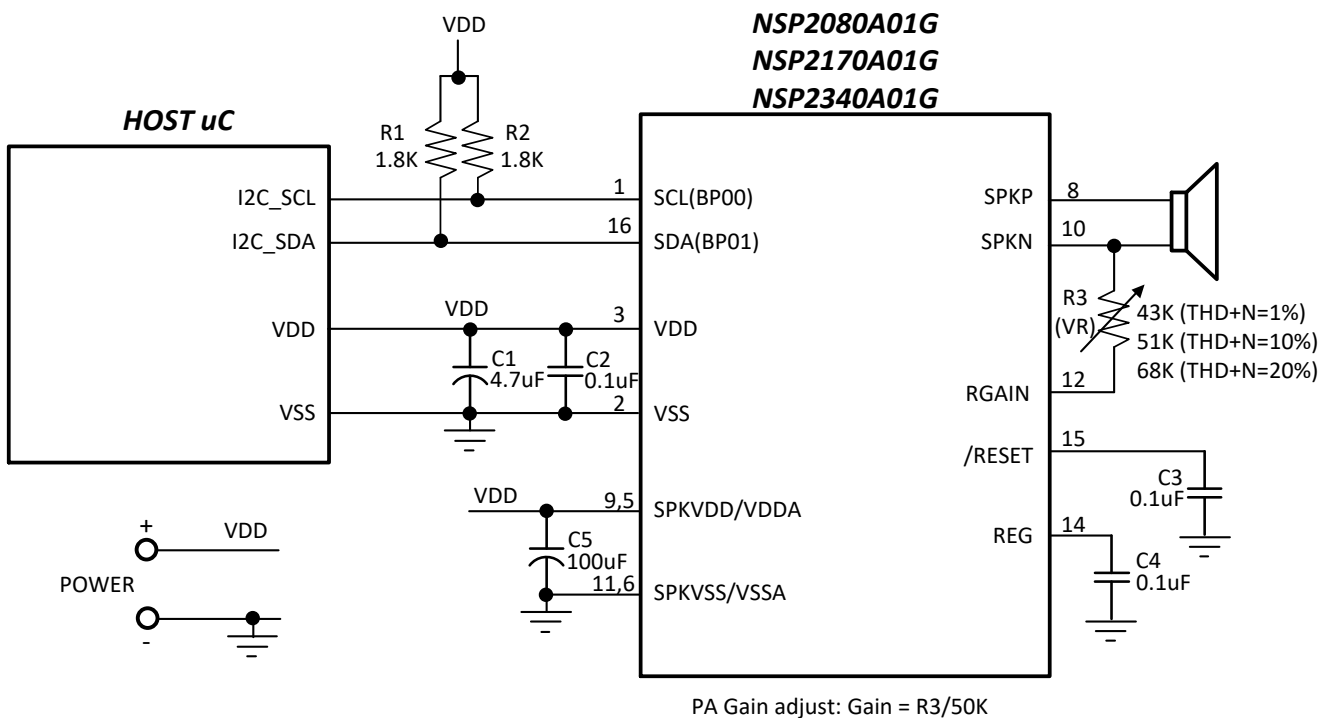 NSP2080A01G
NSP2170A01G
NSP2340A01G
HOST uC
VDD
R1
1.8K
R2
1.8K
I2C_SCL
1
SCL(BP00)
I2C_SDA
16
SDA(BP01)
VDD
VDD
3
VDD
C1
4.7uF
C2
0.1uF
VSS
2
VSS
SPKP
8
SPKN
10
R3
(VR)
43K (THD+N=1%)
51K (THD+N=10%)
68K (THD+N=20%)
RGAIN
12
/RESET
15
C3
0.1uF
REG
14
C4
0.1uF
VDD
9,5
SPKVDD/VDDA
C5
100uF
11,6
SPKVSS/VSSA
+
VDD
POWER
-
PA Gain adjust: Gain = R3/50K